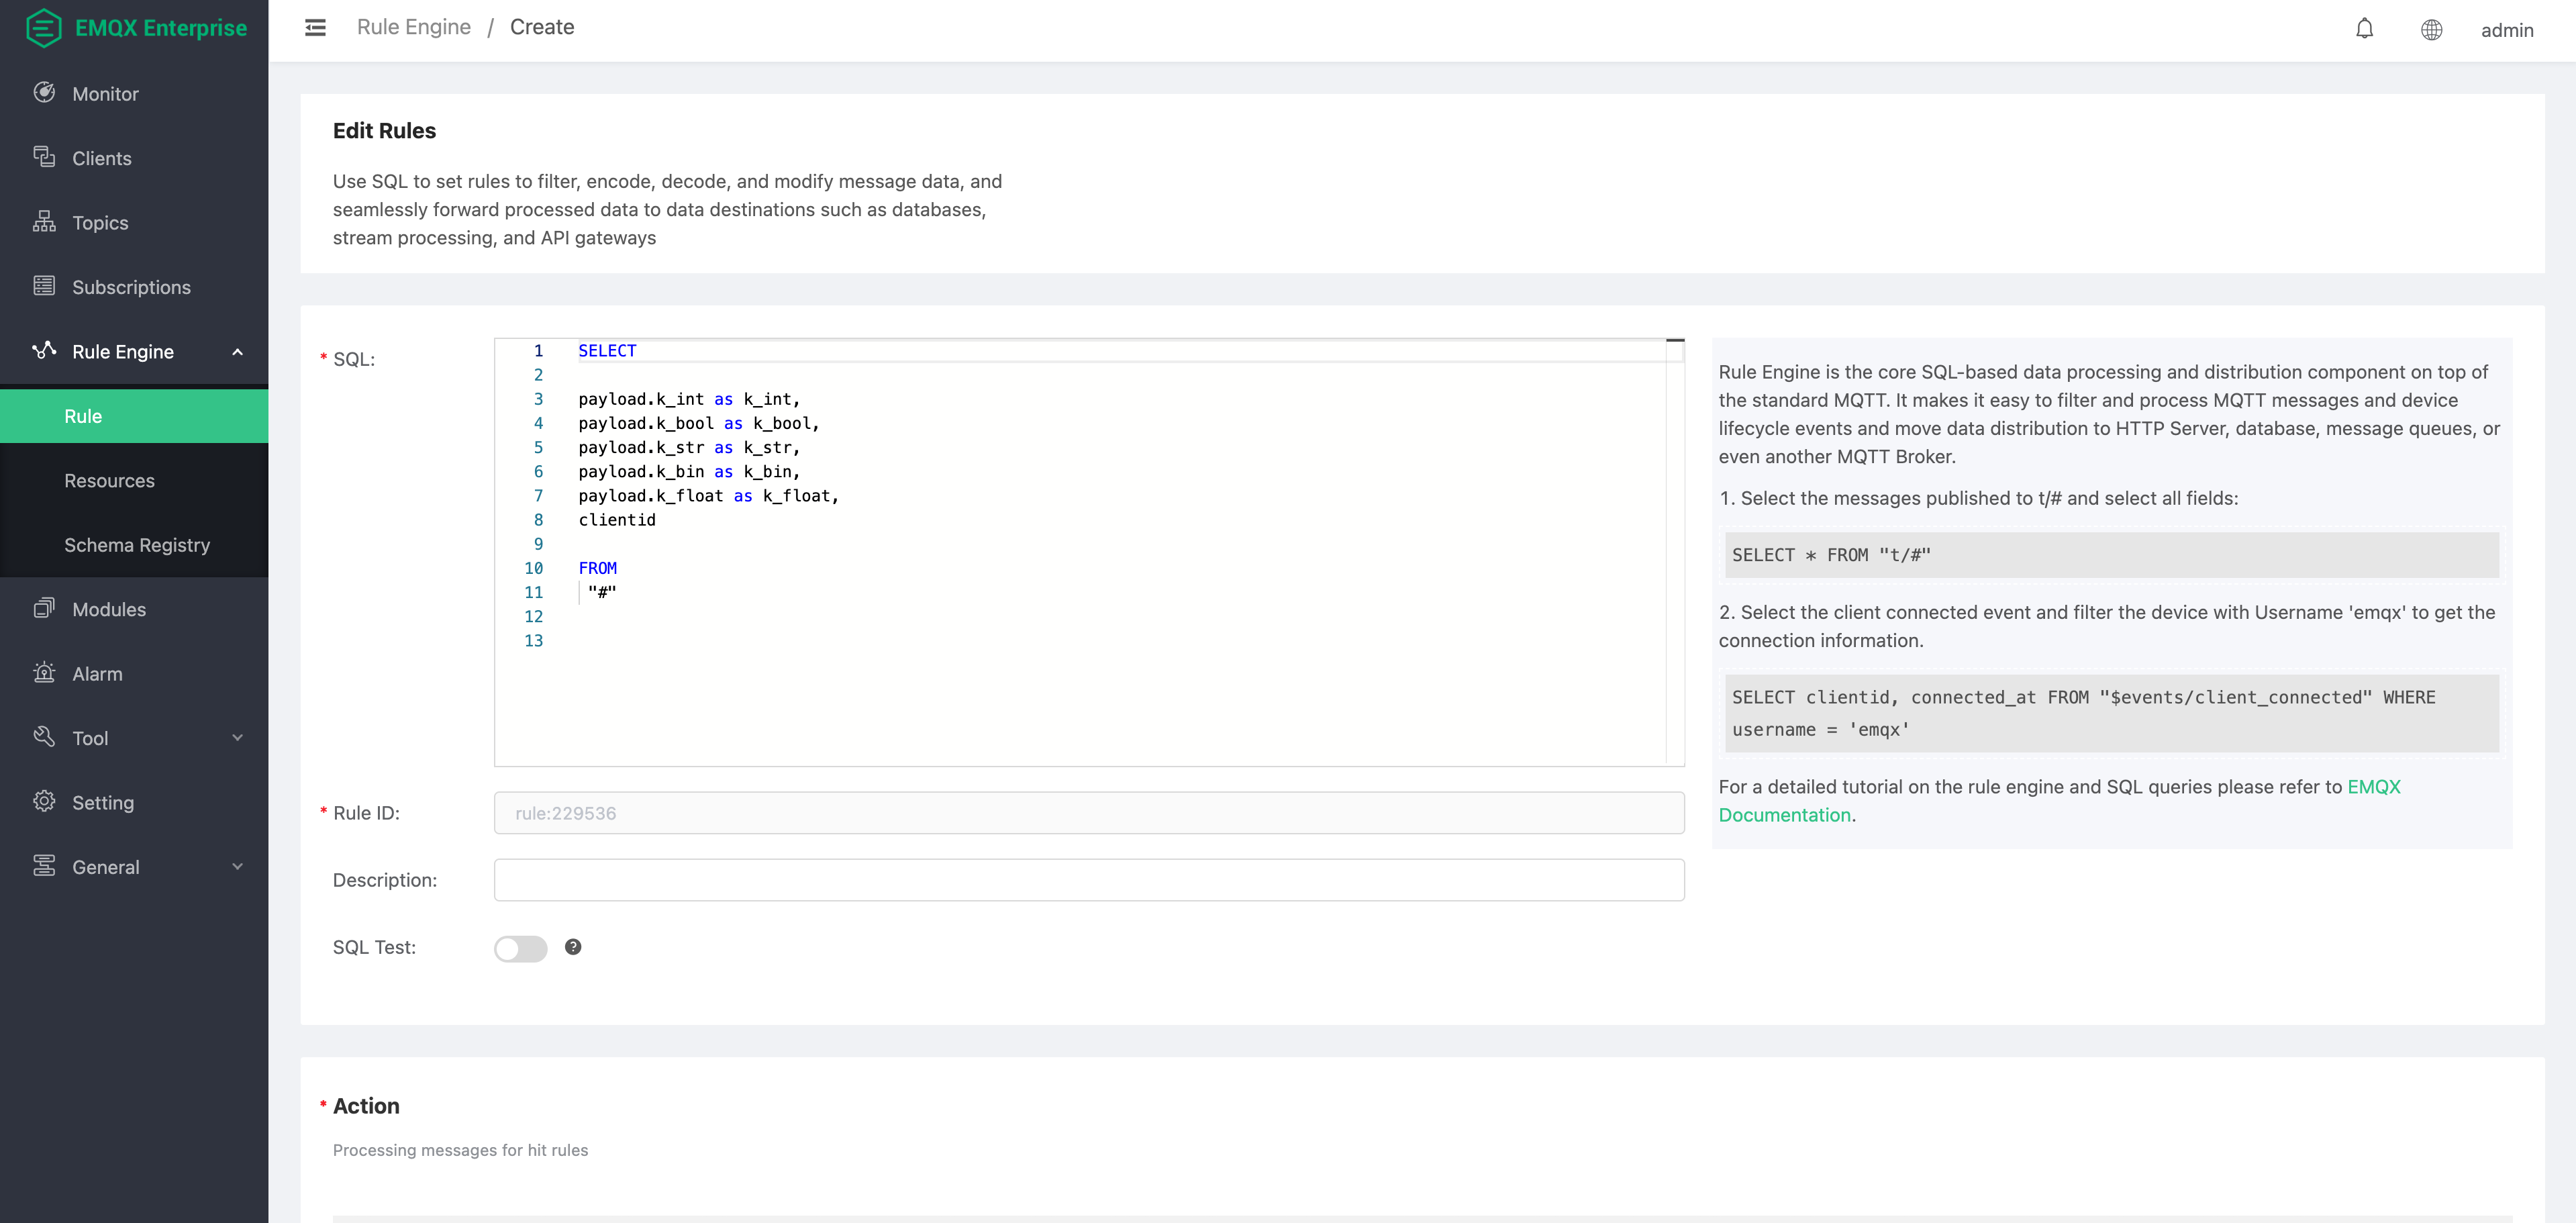 EMQX Enterprise
Monitor
Clients
Topics
Subscriptions
Rule Engine
Rule
Resources
Schema Registry
Modules
Alarm
Tool
Setting
General
Rule Engine / Create
admin
Edit Rules
Use SQL to set rules to filter, encode, decode, and modify message data, and
seamlessly forward processed data to data destinations such as databases,
stream processing, and API gateways
* SQL:
1 SELECT
2
3 payload.k_int as k_int,
4 payload.k_bool as k_bool,
5 payload.k_str as k_str,
6 payload.k_bin as k_bin,
7 payload.k_float as k_float,
8 clientid
9
10 FROM
11 "#"
12
13
* Rule ID:
rule:229536
Description:
SQL Test:
?
Rule Engine is the core SQL-based data processing and distribution component on top of
the standard MQTT. It makes it easy to filter and process MQTT messages and device
lifecycle events and move data distribution to HTTP Server, database, message queues, or
even another MQTT Broker.
1. Select the messages published to t/# and select all fields:
SELECT * FROM "t/#"
2. Select the client connected event and filter the device with Username 'emqx' to get the
connection information.
SELECT clientid, connected_at FROM "$events/client_connected" WHERE
username = 'emqx'
For a detailed tutorial on the rule engine and SQL queries please refer to EMQX
Documentation.
* Action
Processing messages for hit rules